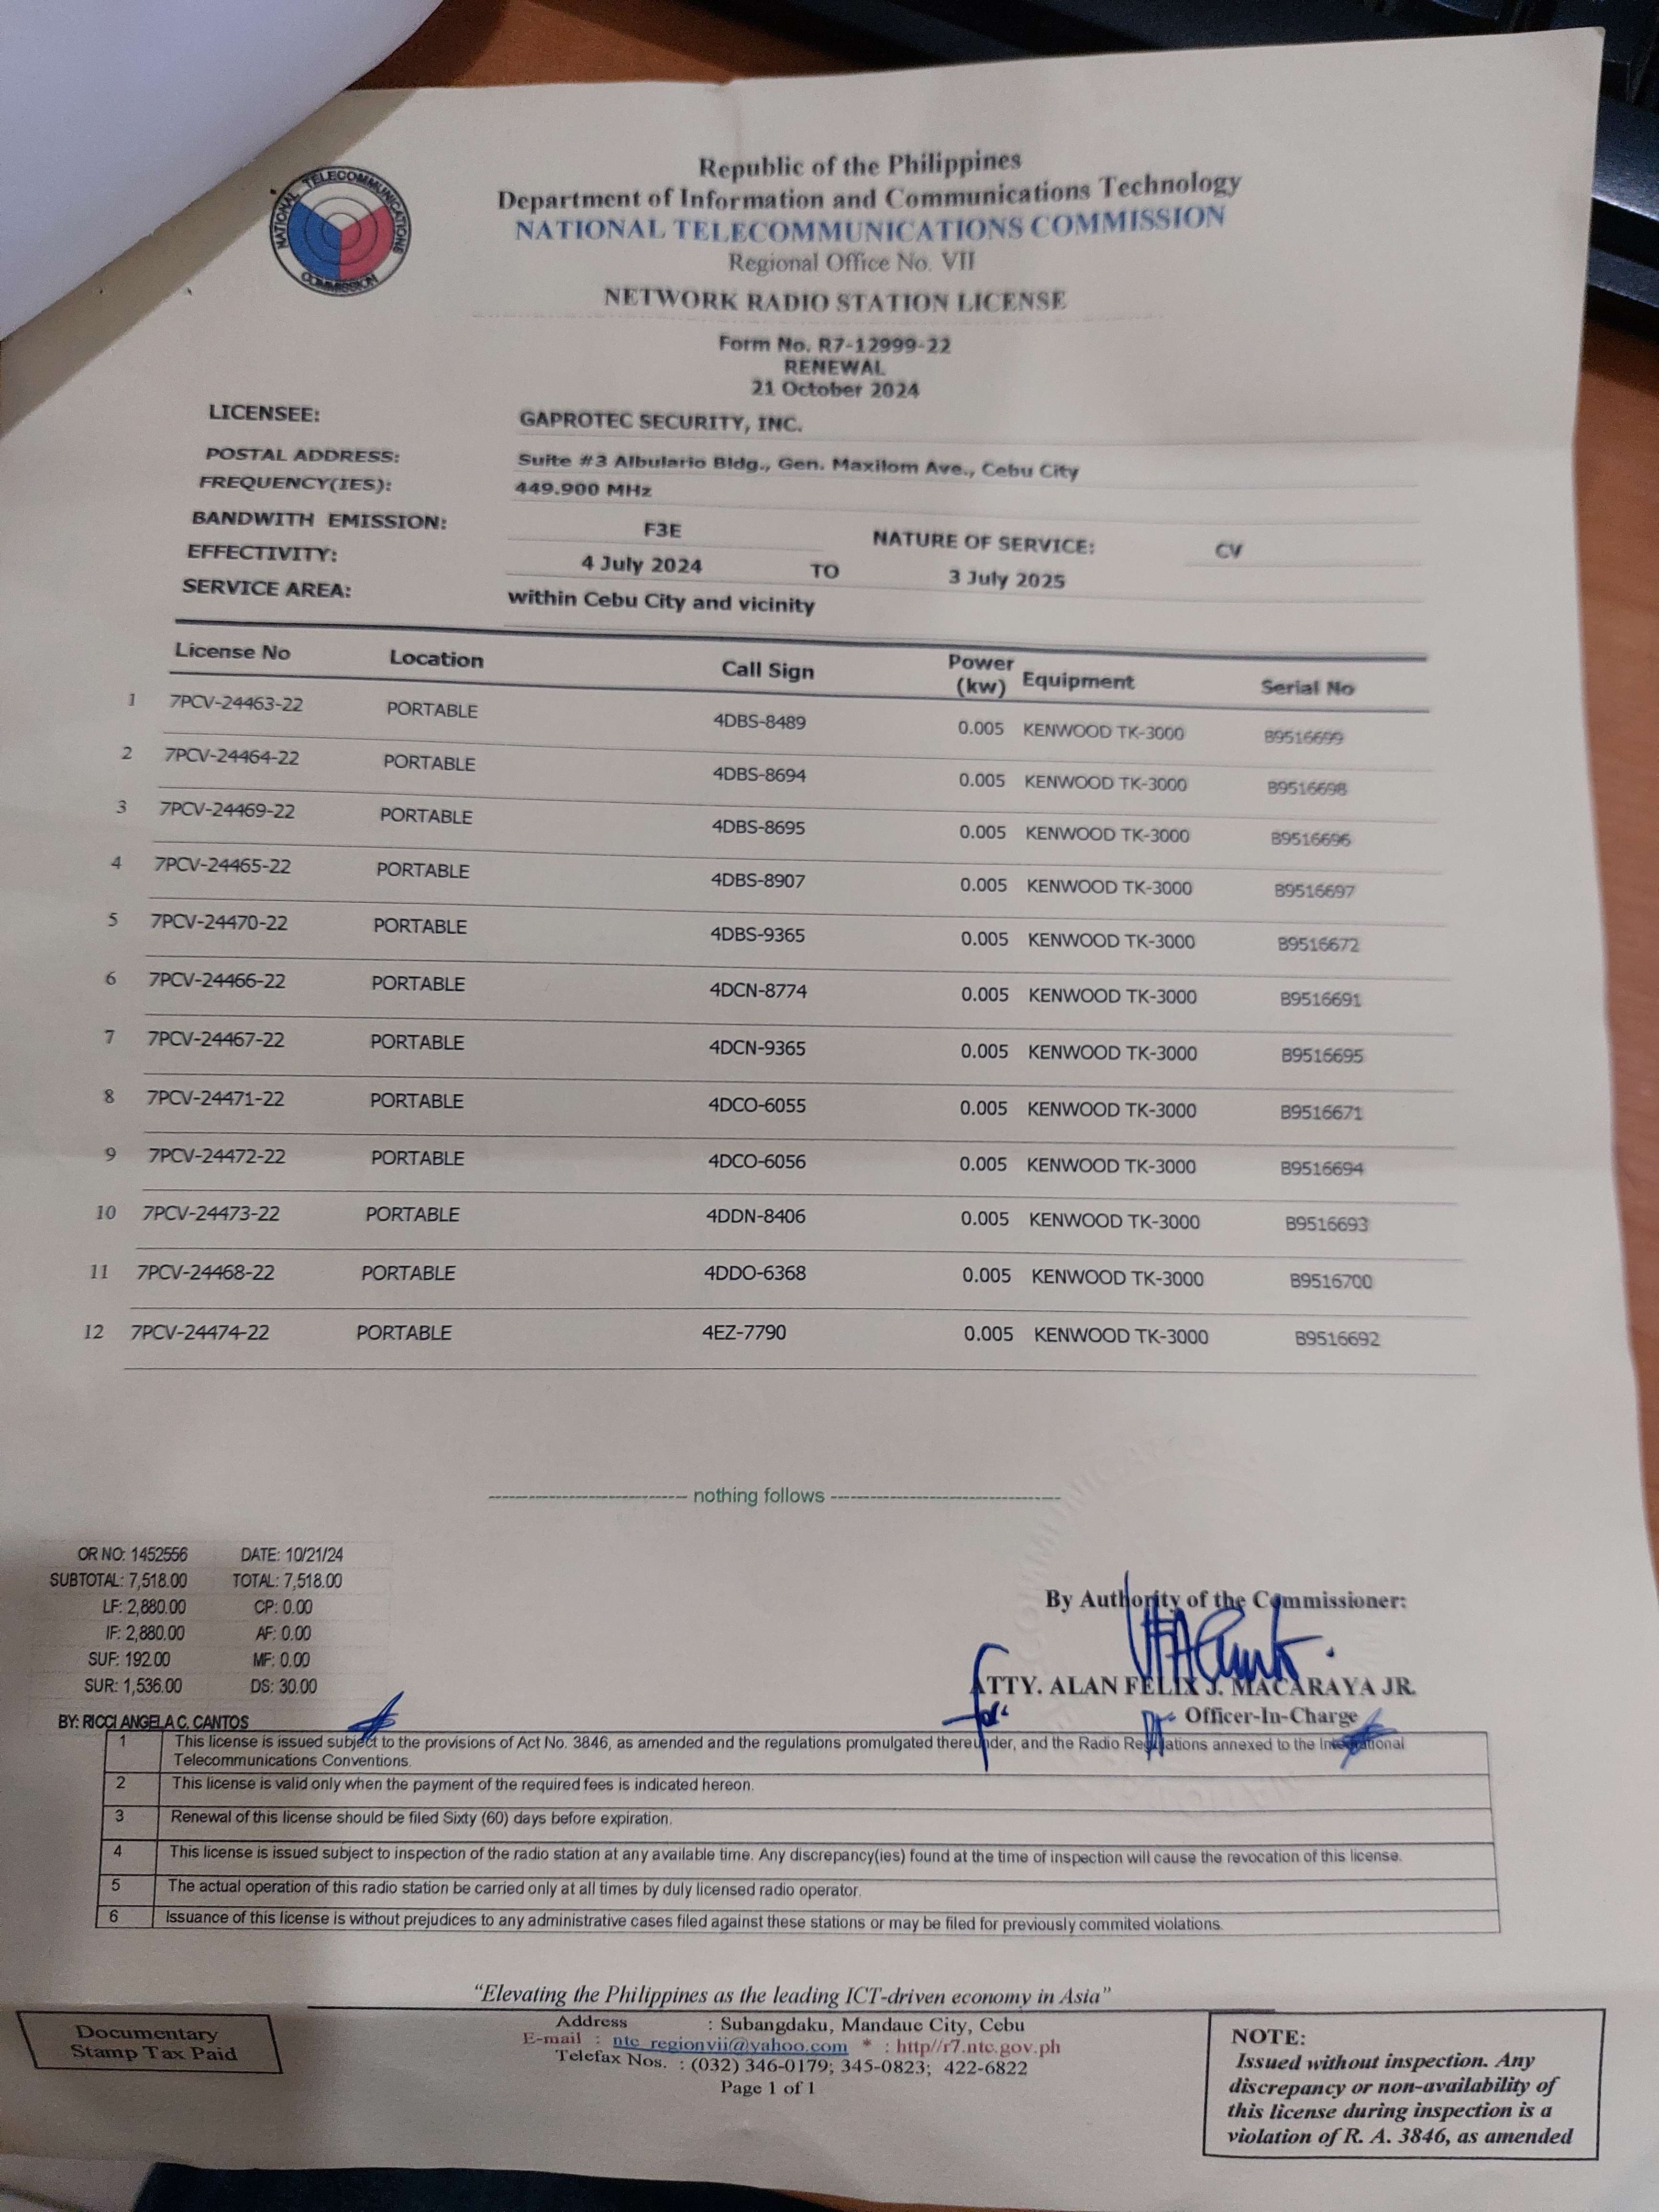 NATIONAL TELECOMMUNICATIONS COMMISSION
Republic of the Philippines
Department of Information and Communications Technology
NATIONAL TELECOMMUNICATIONS COMMISSION
Regional Office No. VII
NETWORK RADIO STATION LICENSE
Form No. R7-12999-22
RENEWAL
21 October 2024
LICENSEE: GAPROTEC SECURITY, INC.
POSTAL ADDRESS: Suite #3 Albulario Bldg., Gen. Maxilom Ave., Cebu City
FREQUENCY(IES): 449.900 MHz
BANDWITH EMISSION: F3E NATURE OF SERVICE: CV
EFFECTIVITY: 4 July 2024 TO 3 July 2025
SERVICE AREA: within Cebu City and vicinity
License No Location Call Sign Power (kw) Equipment Serial No
1 7PCV-24463-22 PORTABLE 4DBS-8489 0.005 KENWOOD TK-3000 B9516699
2 7PCV-24464-22 PORTABLE 4DBS-8694 0.005 KENWOOD TK-3000 B9516698
3 7PCV-24469-22 PORTABLE 4DBS-8695 0.005 KENWOOD TK-3000 B9516696
4 7PCV-24465-22 PORTABLE 4DBS-8907 0.005 KENWOOD TK-3000 B9516697
5 7PCV-24470-22 PORTABLE 4DBS-9365 0.005 KENWOOD TK-3000 B9516672
6 7PCV-24466-22 PORTABLE 4DCN-8774 0.005 KENWOOD TK-3000 B9516691
7 7PCV-24467-22 PORTABLE 4DCN-9365 0.005 KENWOOD TK-3000 B9516695
8 7PCV-24471-22 PORTABLE 4DCO-6055 0.005 KENWOOD TK-3000 B9516671
9 7PCV-24472-22 PORTABLE 4DCO-6056 0.005 KENWOOD TK-3000 B9516694
10 7PCV-24473-22 PORTABLE 4DDN-8406 0.005 KENWOOD TK-3000 B9516693
11 7PCV-24468-22 PORTABLE 4DDO-6368 0.005 KENWOOD TK-3000 B9516700
12 7PCV-24474-22 PORTABLE 4EZ-7790 0.005 KENWOOD TK-3000 B9516692
---------------------------- nothing follows --------------------------------
OR NO: 1452556 DATE: 10/21/24
SUBTOTAL: 7,518.00 TOTAL: 7,518.00
LF: 2,880.00 CP: 0.00
IF: 2,880.00 AF: 0.00
SUF: 192.00 MF: 0.00
SUR: 1,536.00 DS: 30.00
BY: RICCI ANGELA C. CANTOS
By Authority of the Commissioner:
ATTY. ALAN FELIX J. MACARAYA JR.
Officer-In-Charge
1 This license is issued subject to the provisions of Act No. 3846, as amended and the regulations promulgated thereunder, and the Radio Regulations annexed to the International
Telecommunications Conventions.
2 This license is valid only when the payment of the required fees is indicated hereon.
3 Renewal of this license should be filed Sixty (60) days before expiration.
4 This license is issued subject to inspection of the radio station at any available time. Any discrepancy(ies) found at the time of inspection will cause the revocation of this license.
5 The actual operation of this radio station be carried only at all times by duly licensed radio operator.
6 Issuance of this license is without prejudices to any administrative cases filed against these stations or may be filed for previously commited violations.
"Elevating the Philippines as the leading ICT-driven economy in Asia"
Address : Subangdaku, Mandaue City, Cebu
E-mail : ntc_regionvii@yahoo.com * : http//r7.ntc.gov.ph
Telefax Nos. : (032) 346-0179; 345-0823; 422-6822
Page 1 of 1
Documentary
Stamp Tax Paid
NOTE:
Issued without inspection. Any
discrepancy or non-availability of
this license during inspection is a
violation of R. A. 3846, as amended